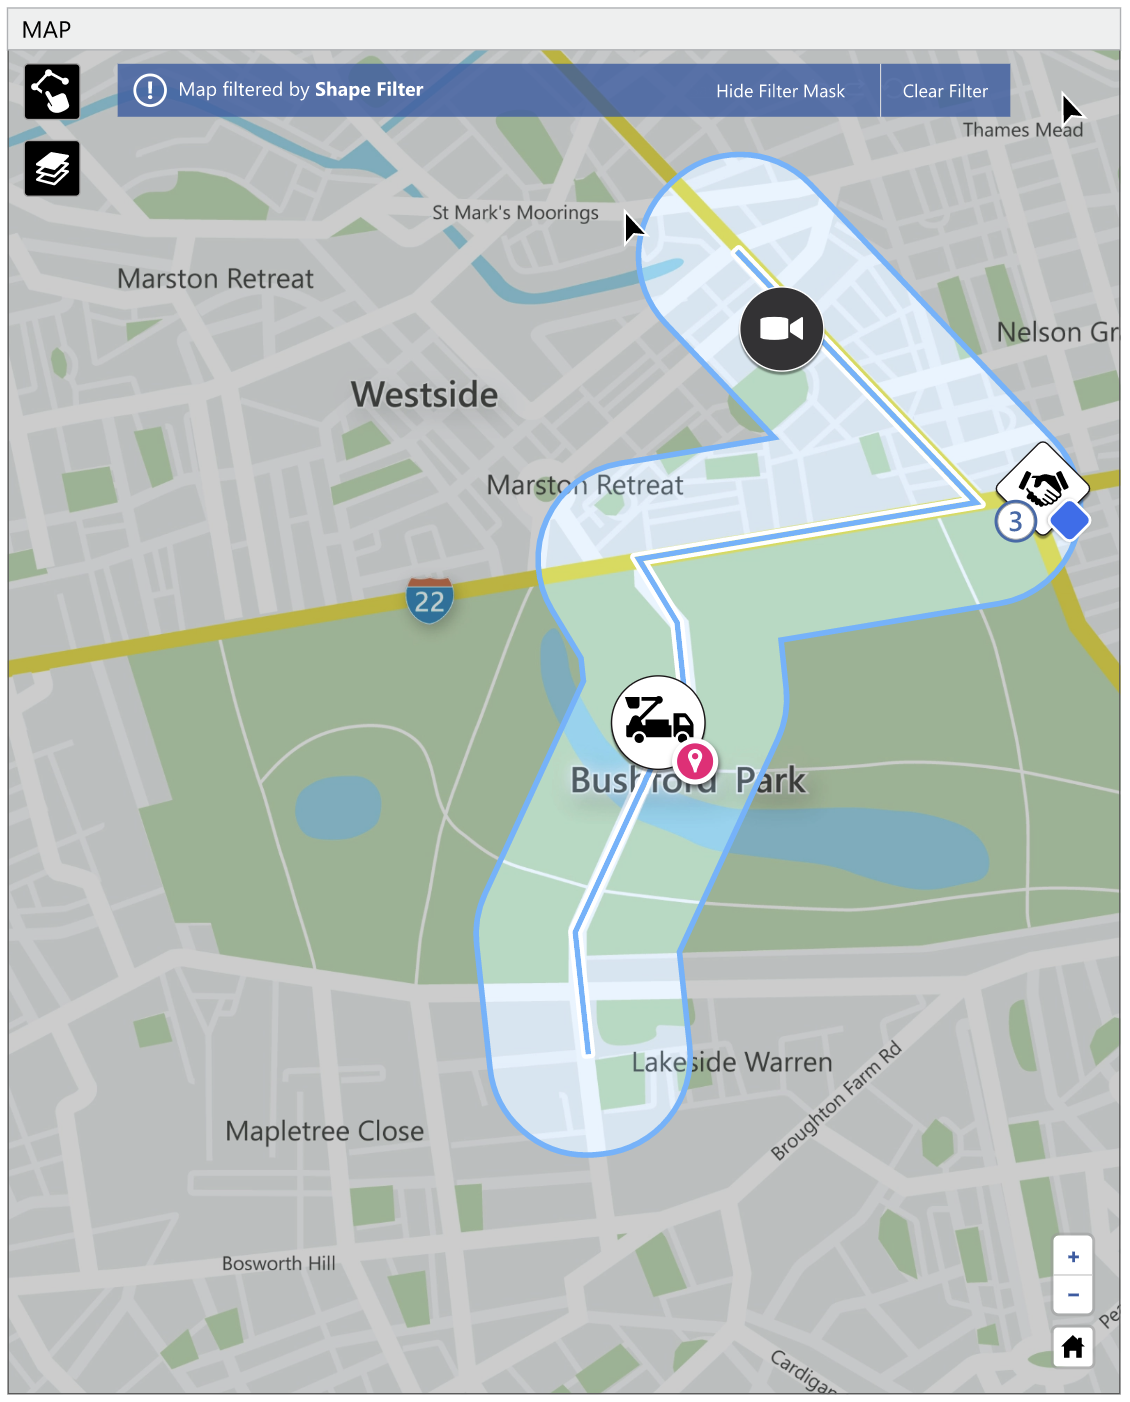 MAP
Map filtered by Shape Filter
Hide Filter Mask
Clear Filter
Thames Mead
St Mark's Moorings
Marston Retreat
Nelson Gr
Westside
Marston Retreat
3
22
Bushford Park
Lakeside Warren
Broughton Farm Rd
Mapletree Close
Bosworth Hill
+
−
Pe
Cardigan